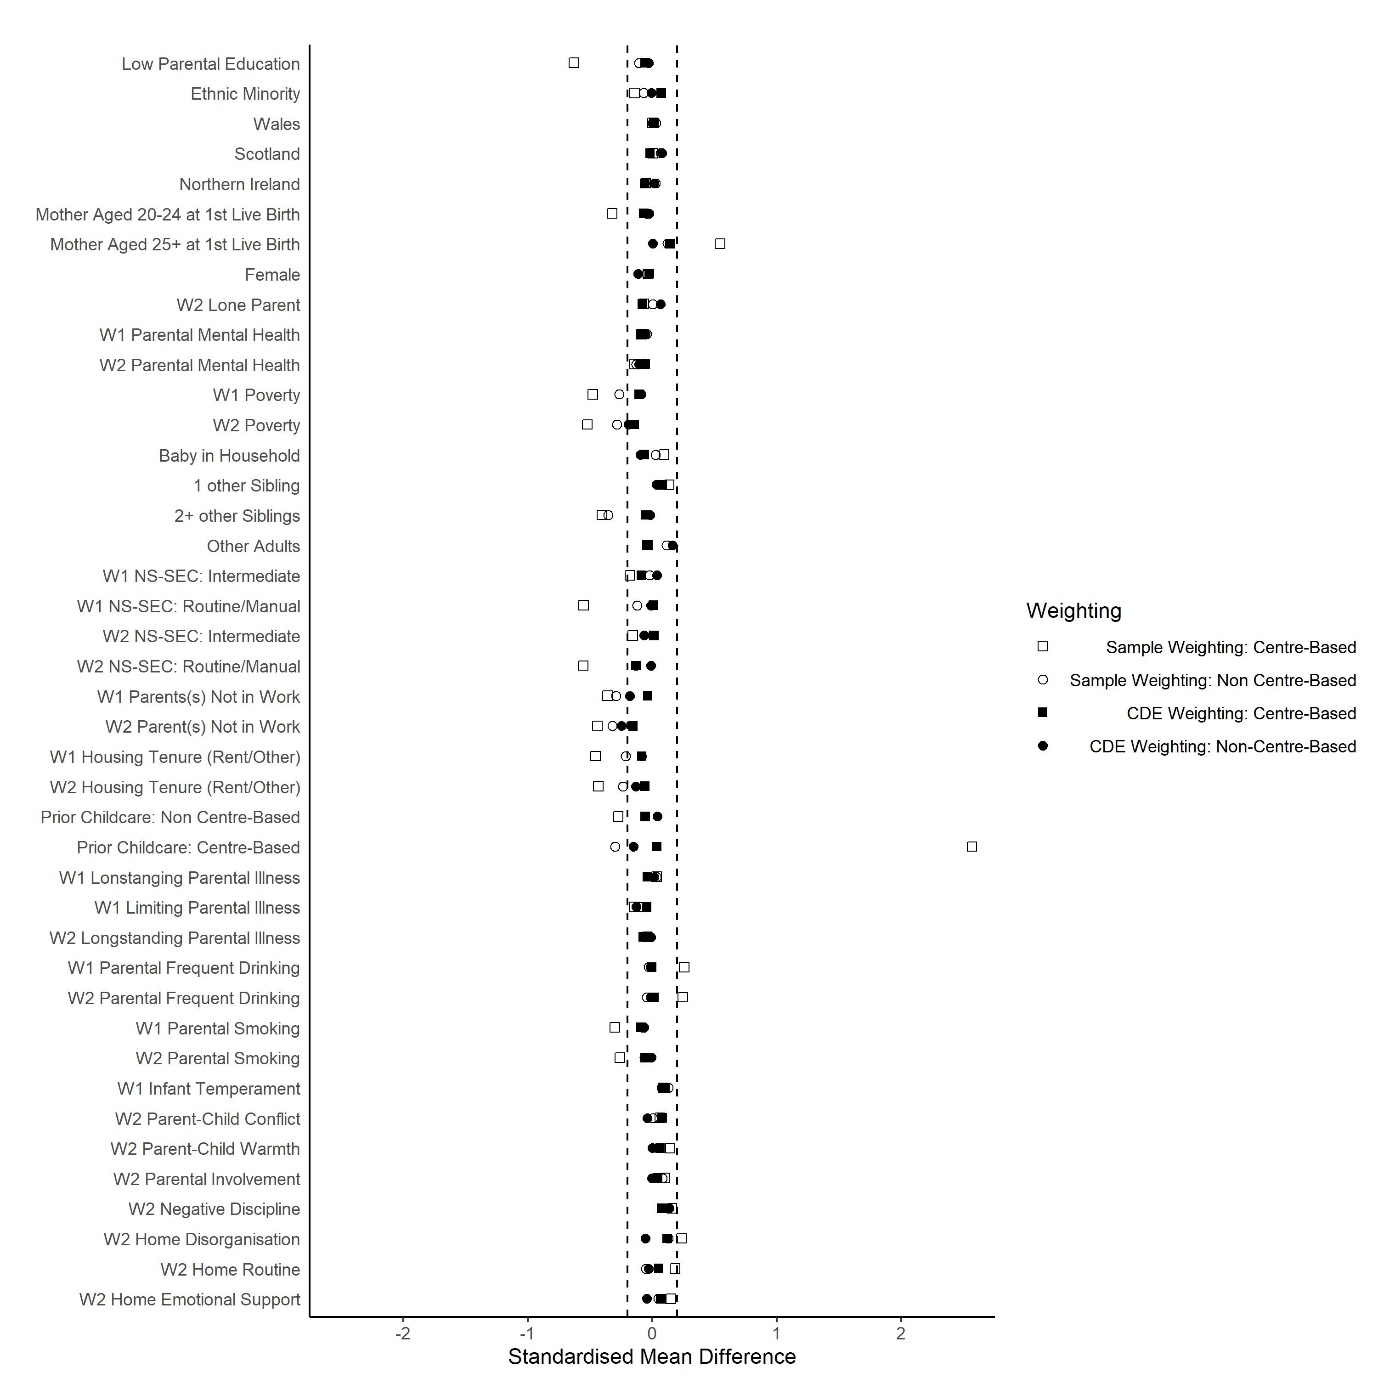 Low Parental Education
Ethnic Minority
Wales
Scotland
Northern Ireland
Mother Aged 20-24 at 1st Live Birth
Mother Aged 25+ at 1st Live Birth
Female
W2 Lone Parent
W1 Parental Mental Health
W2 Parental Mental Health
W1 Poverty
W2 Poverty
Baby in Household
1 other Sibling
2+ other Siblings
Other Adults
W1 NS-SEC: Intermediate
W1 NS-SEC: Routine/Manual
W2 NS-SEC: Intermediate
W2 NS-SEC: Routine/Manual
W1 Parents(s) Not in Work
W2 Parent(s) Not in Work
W1 Housing Tenure (Rent/Other)
W2 Housing Tenure (Rent/Other)
Prior Childcare: Non Centre-Based
Prior Childcare: Centre-Based
W1 Lonstanging Parental Illness
W1 Limiting Parental Illness
W2 Longstanding Parental Illness
W1 Parental Frequent Drinking
W2 Parental Frequent Drinking
W1 Parental Smoking
W2 Parental Smoking
W1 Infant Temperament
W2 Parent-Child Conflict
W2 Parent-Child Warmth
W2 Parental Involvement
W2 Negative Discipline
W2 Home Disorganisation
W2 Home Routine
W2 Home Emotional Support
-2 -1 0 1 2
Standardised Mean Difference
Weighting
Sample Weighting: Centre-Based
Sample Weighting: Non Centre-Based
CDE Weighting: Centre-Based
CDE Weighting: Non-Centre-Based